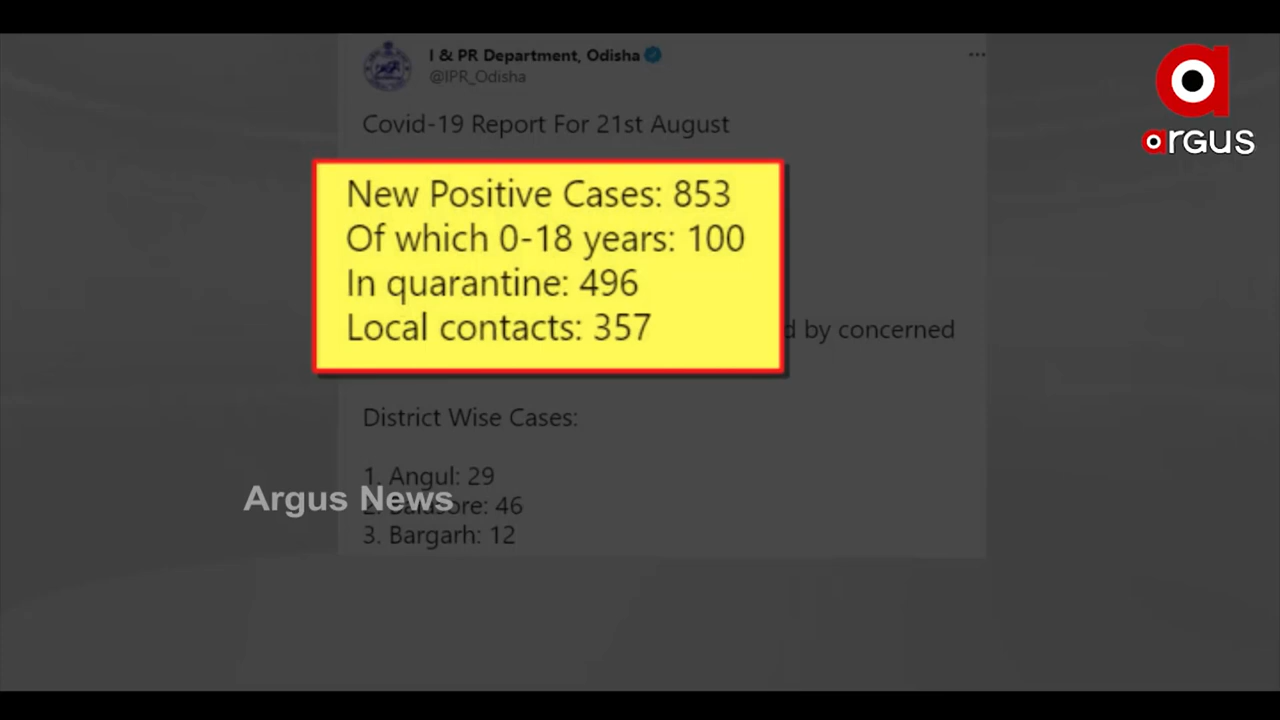 I & PR Department, Odisha
@IPR_Odisha
argus
Covid-19 Report For 21st August
New Positive Cases: 853
Of which 0-18 years: 100
In quarantine: 496
Local contacts: 357
by concerned
District Wise Cases:
1. Angul: 29
Argus News
2. Balasore: 46
3. Bargarh: 12